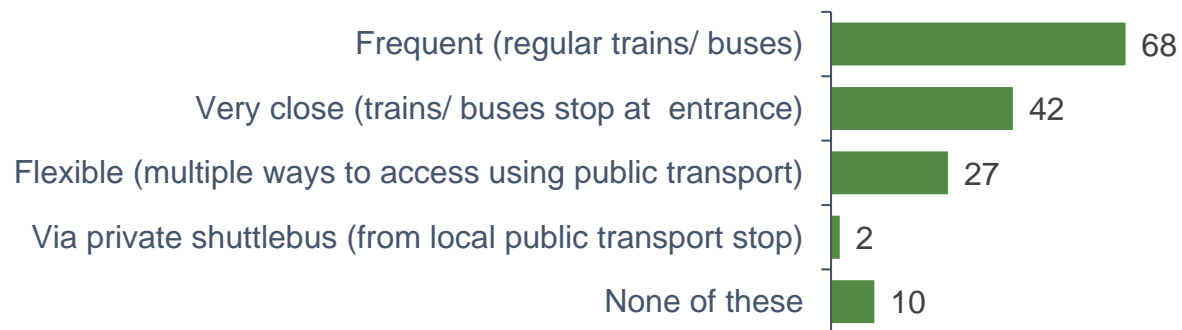 Frequent (regular trains/ buses) 68
Very close (trains/ buses stop at  entrance) 42
Flexible (multiple ways to access using public transport) 27
Via private shuttlebus (from local public transport stop) 2
None of these 10